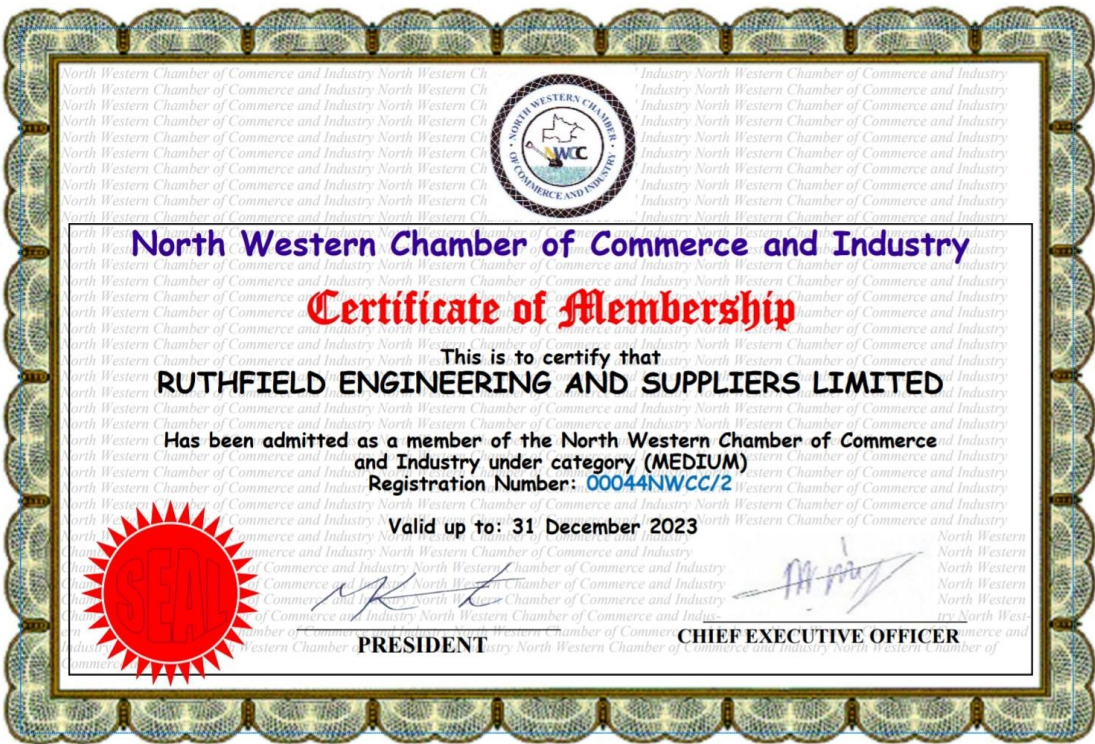 NORTH WESTERN CHAMBER
OF COMMERCE AND INDUSTRY
NWCC
North Western Chamber of Commerce and Industry
Certificate of Membership
This is to certify that
RUTHFIELD ENGINEERING AND SUPPLIERS LIMITED
Has been admitted as a member of the North Western Chamber of Commerce
and Industry under category (MEDIUM)
Registration Number: 00044NWCC/2
Valid up to: 31 December 2023
SEAL
PRESIDENT
CHIEF EXECUTIVE OFFICER